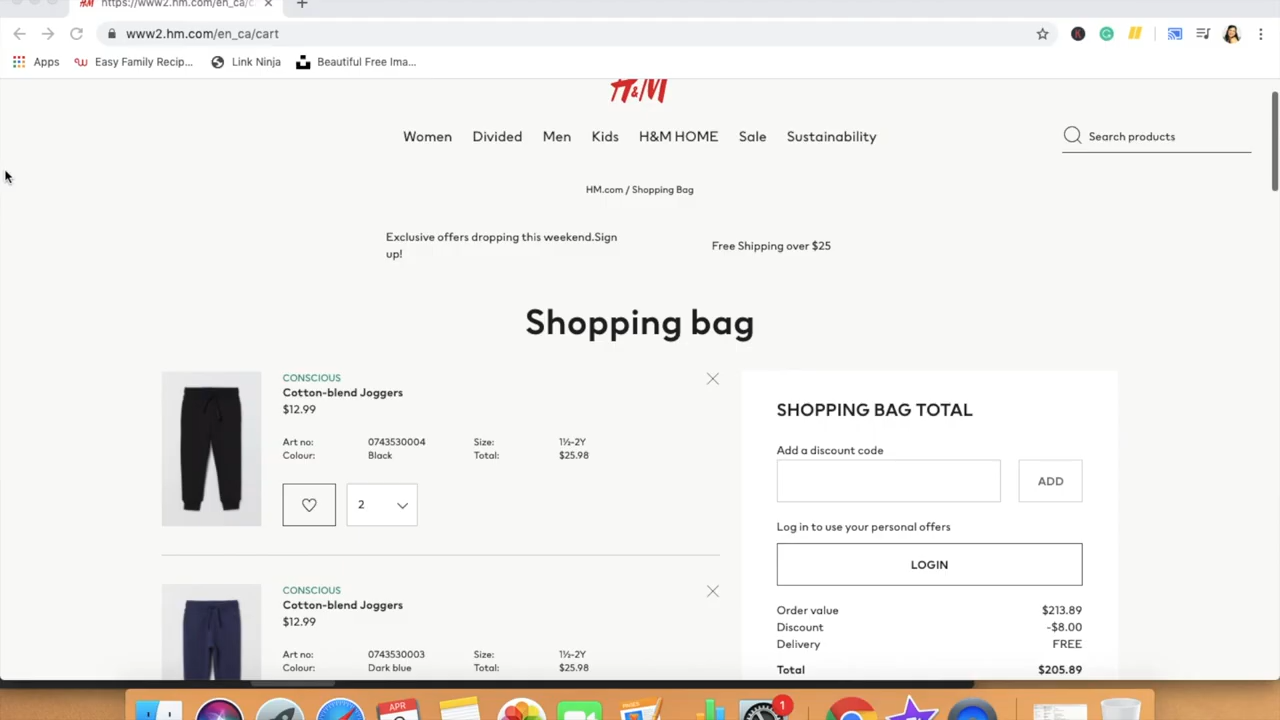 https://www2.hm.com/en_ca/c
www2.hm.com/en_ca/cart
Apps
Easy Family Recip...
Link Ninja
Beautiful Free Ima...
H&M
Women Divided Men Kids H&M HOME Sale Sustainability
Search products
HM.com / Shopping Bag
Exclusive offers dropping this weekend.Sign
up!
Free Shipping over $25
Shopping bag
CONSCIOUS
Cotton-blend Joggers
$12.99
Art no: 0743530004 Size: 1½-2Y
Colour: Black Total: $25.98
2
CONSCIOUS
Cotton-blend Joggers
$12.99
Art no: 0743530003 Size: 1½-2Y
Colour: Dark blue Total: $25.98
SHOPPING BAG TOTAL
Add a discount code
ADD
Log in to use your personal offers
LOGIN
Order value $213.89
Discount -$8.00
Delivery FREE
Total $205.89
APR
PAGES
1